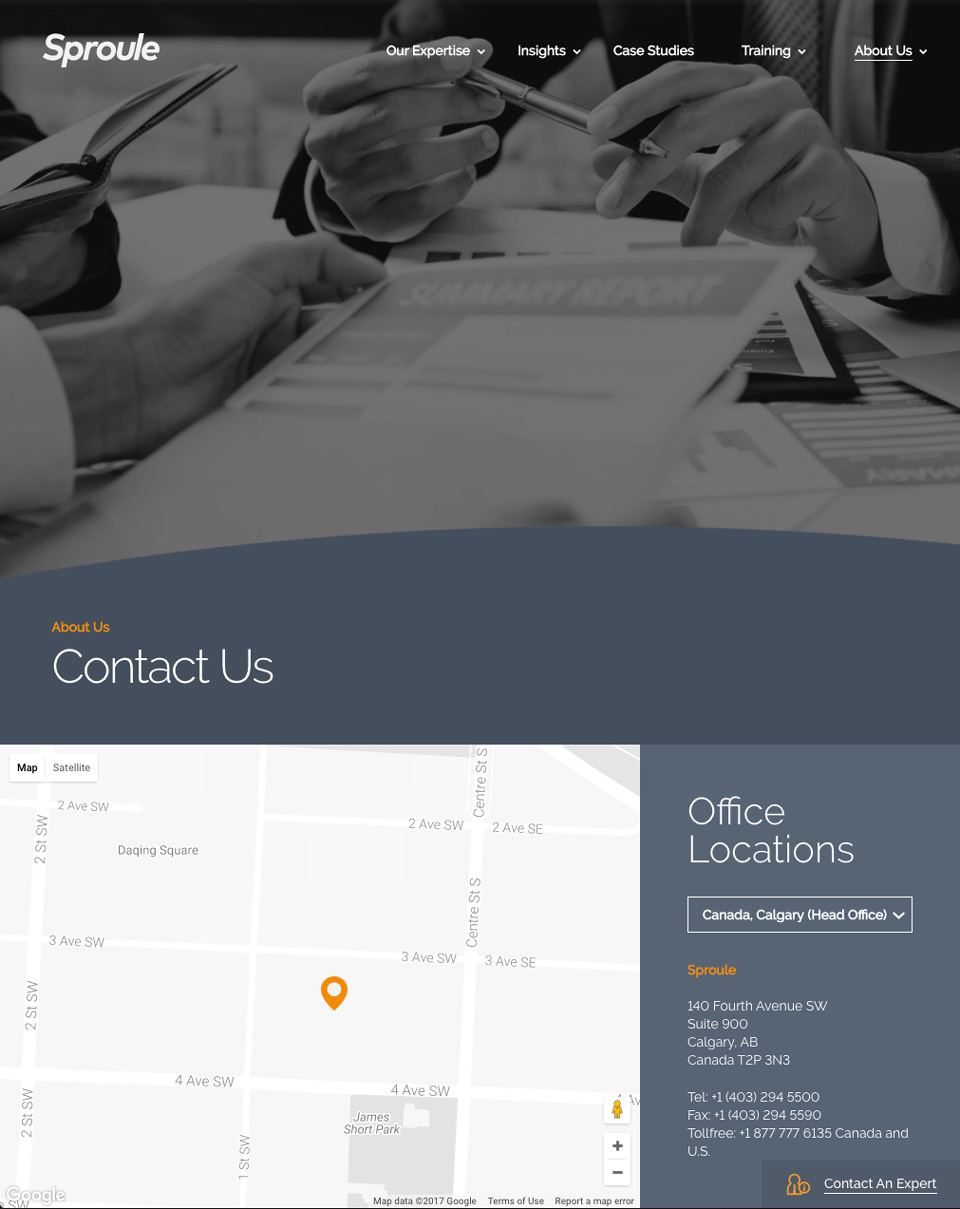 Sproule
Our Expertise
Insights
Case Studies
Training
About Us
SUMMARY REPORT
About Us
Contact Us
Map
Satellite
2 Ave SW
2 Ave SW
2 Ave SE
Centre St S
2 St SW
Daqing Square
Centre St S
3 Ave SW
3 Ave SW
3 Ave SE
2 St SW
4 Ave SW
4 Ave SW
James
Short Park
2 St SW
1 St SW
Google
Map data ©2017 Google
Terms of Use
Report a map error
Office
Locations
Canada, Calgary (Head Office)
Sproule
140 Fourth Avenue SW
Suite 900
Calgary, AB
Canada T2P 3N3
Tel: +1 (403) 294 5500
Fax: +1 (403) 294 5590
Tollfree: +1 877 777 6135 Canada and
U.S.
Contact An Expert